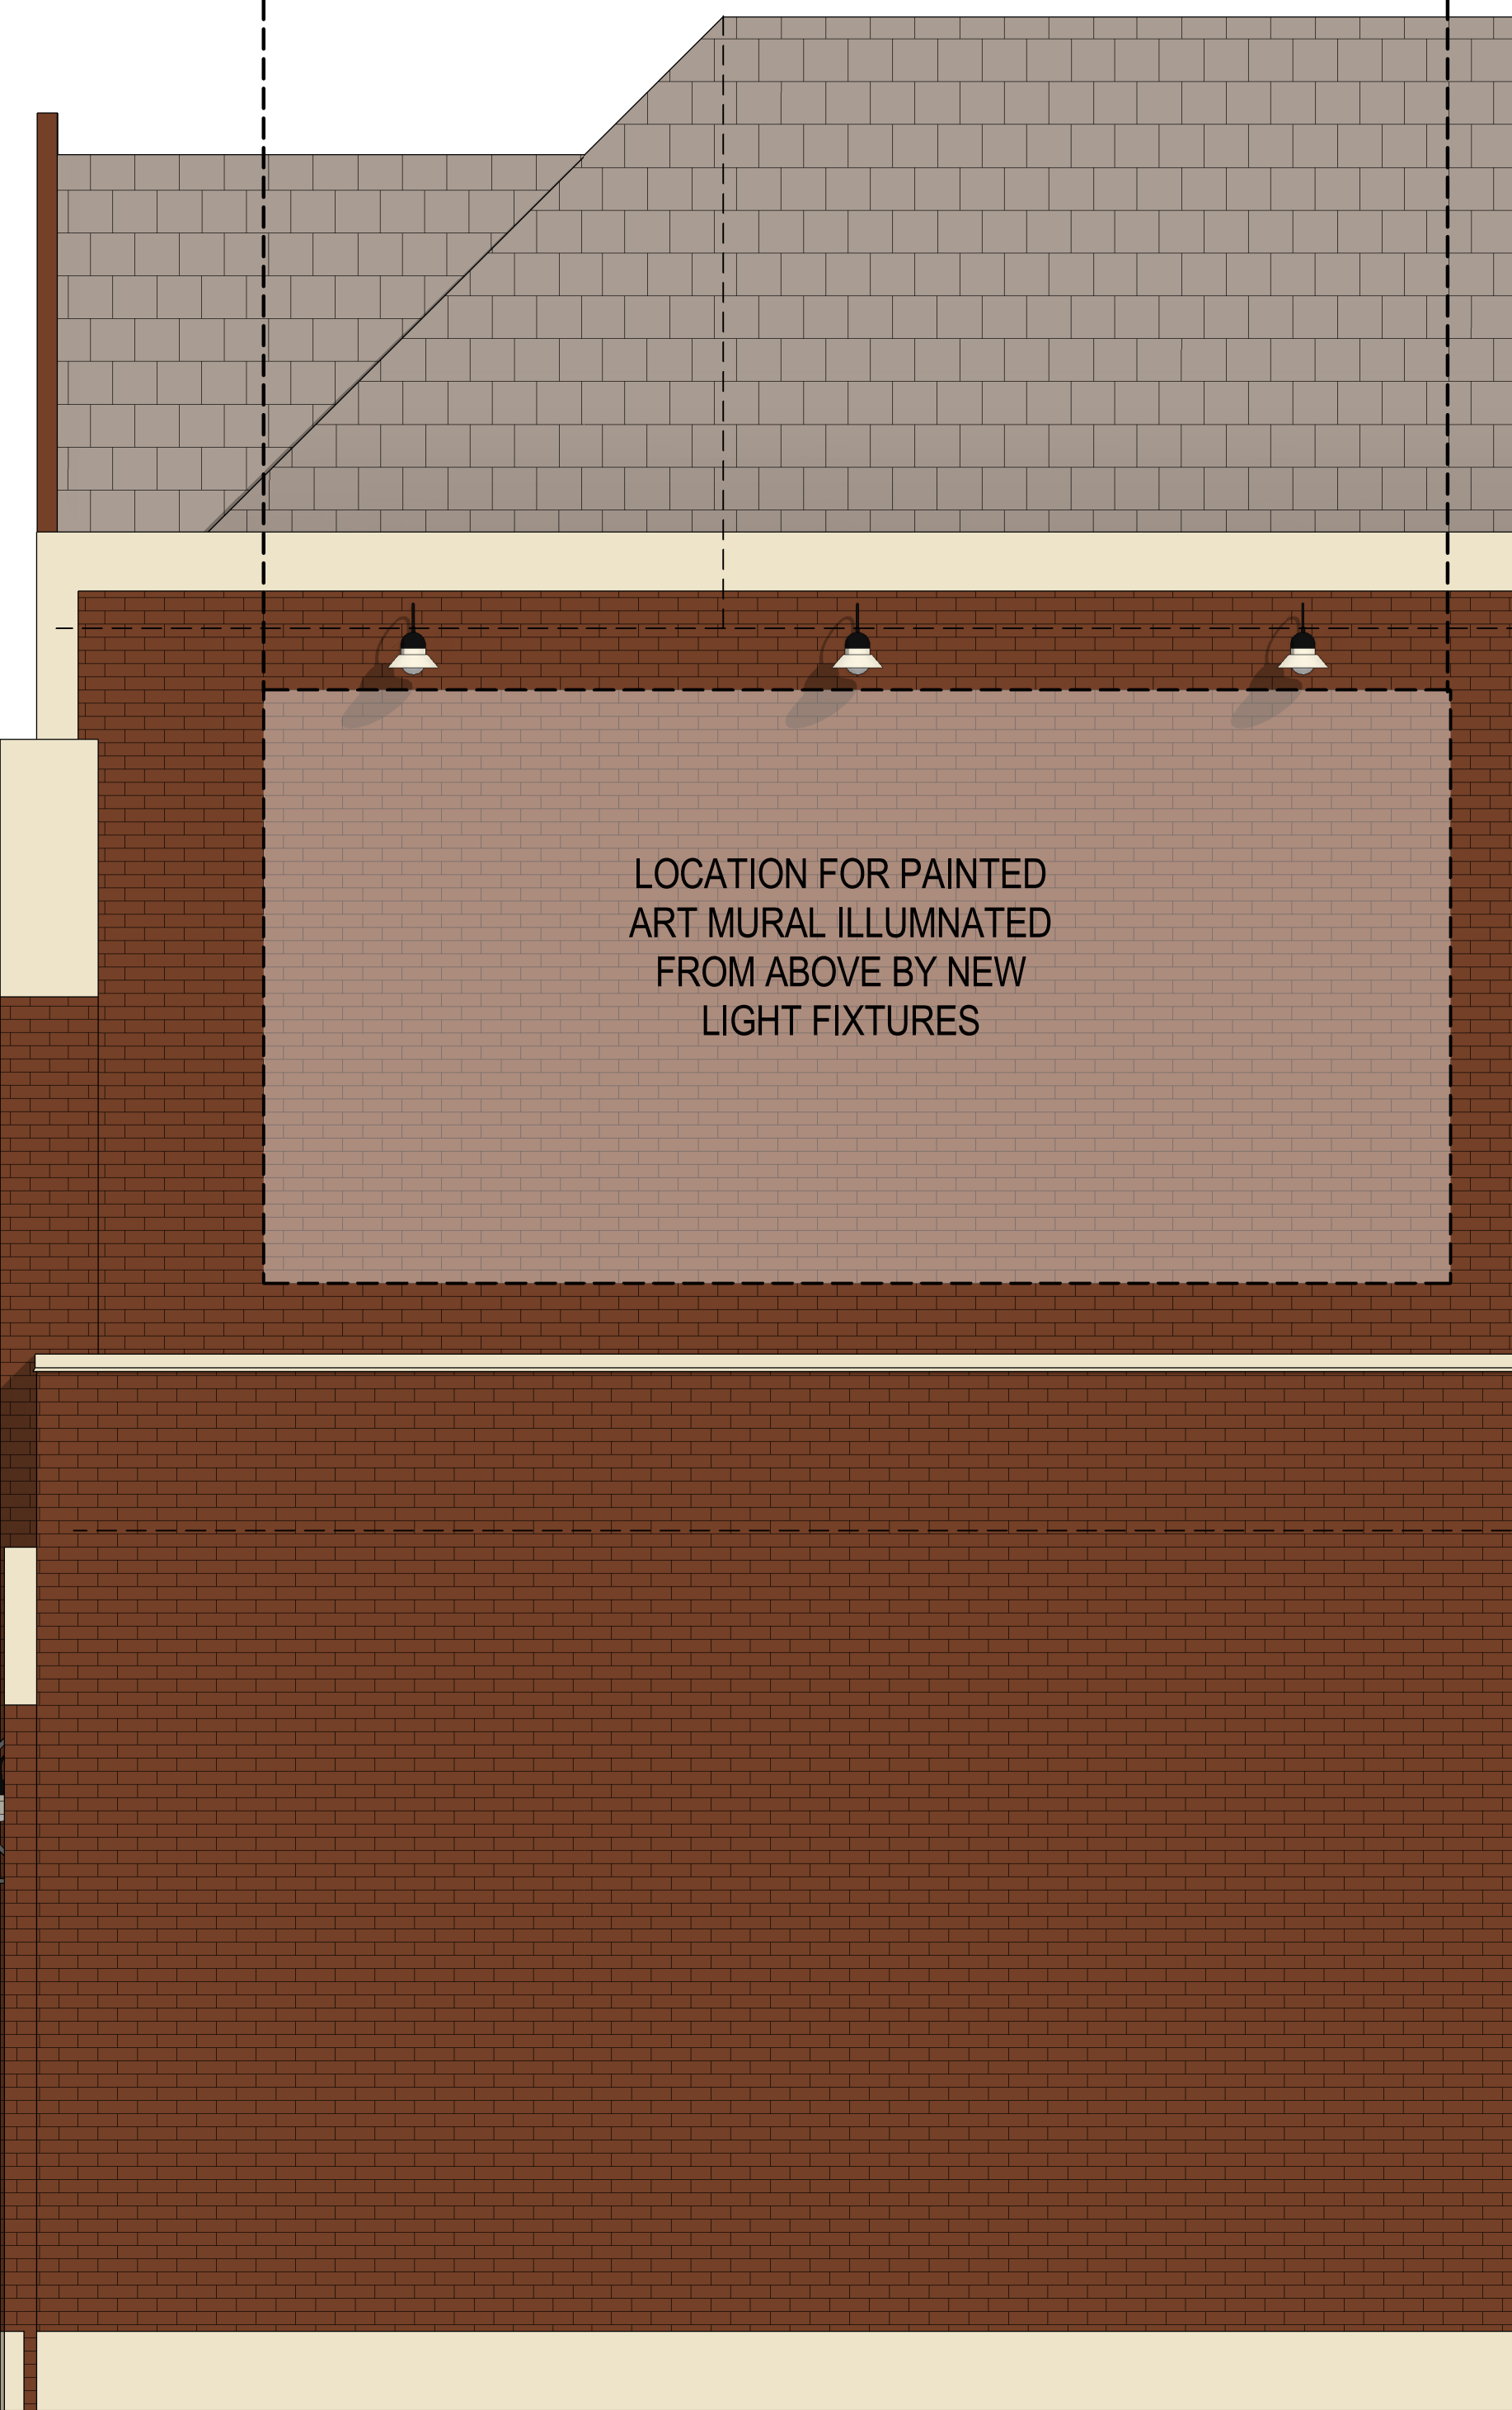 LOCATION FOR PAINTED
ART MURAL ILLUMNATED
FROM ABOVE BY NEW
LIGHT FIXTURES